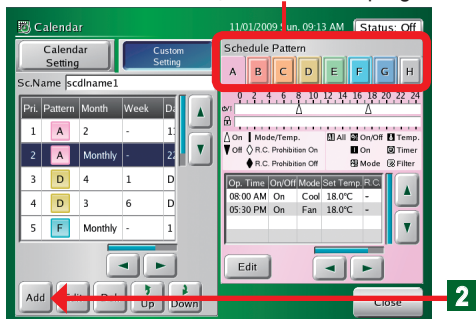 Calendar
11/01/2009 Sun. 09:13 AM
Status: Off
Calendar
Setting
Custom
Setting
Schedule Pattern
A B C D E F G H
Sc.Name scdlname1
0 2 4 6 8 10 12 14 16 18 20 22 24
Pri. Pattern Month Week Da
1 A 2 -
2 A Monthly -
3 D 4 1 D
4 D 3 6 D
5 F Monthly - 1
On Mode/Temp. All On/Off Temp.
Off R.C. Prohibition On On Timer
R.C. Prohibition Off Mode Filter
Op. Time On/Off Mode Set Temp. R.C.
08:00 AM On Cool 18.0°C -
05:30 PM On Fan 18.0°C -
Edit
Add
Up
Down
Close
2